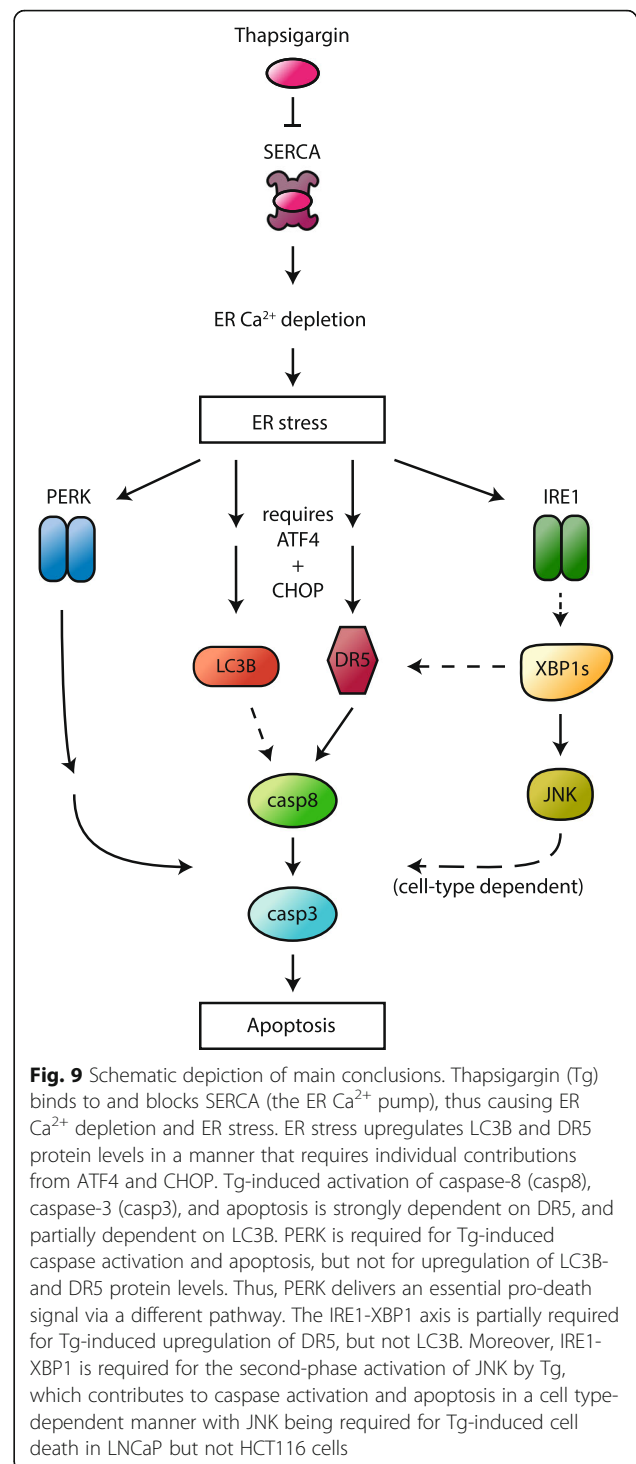 Thapsigargin
SERCA
ER Ca²⁺ depletion
ER stress
PERK
requires
ATF4
+
CHOP
IRE1
LC3B
DR5
XBP1s
casp8
JNK
(cell-type dependent)
casp3
Apoptosis
Fig. 9 Schematic depiction of main conclusions. Thapsigargin (Tg)
binds to and blocks SERCA (the ER Ca²⁺ pump), thus causing ER
Ca²⁺ depletion and ER stress. ER stress upregulates LC3B and DR5
protein levels in a manner that requires individual contributions
from ATF4 and CHOP. Tg-induced activation of caspase-8 (casp8),
caspase-3 (casp3), and apoptosis is strongly dependent on DR5, and
partially dependent on LC3B. PERK is required for Tg-induced
caspase activation and apoptosis, but not for upregulation of LC3B-
and DR5 protein levels. Thus, PERK delivers an essential pro-death
signal via a different pathway. The IRE1-XBP1 axis is partially required
for Tg-induced upregulation of DR5, but not LC3B. Moreover, IRE1-
XBP1 is required for the second-phase activation of JNK by Tg,
which contributes to caspase activation and apoptosis in a cell type-
dependent manner with JNK being required for Tg-induced cell
death in LNCaP but not HCT116 cells